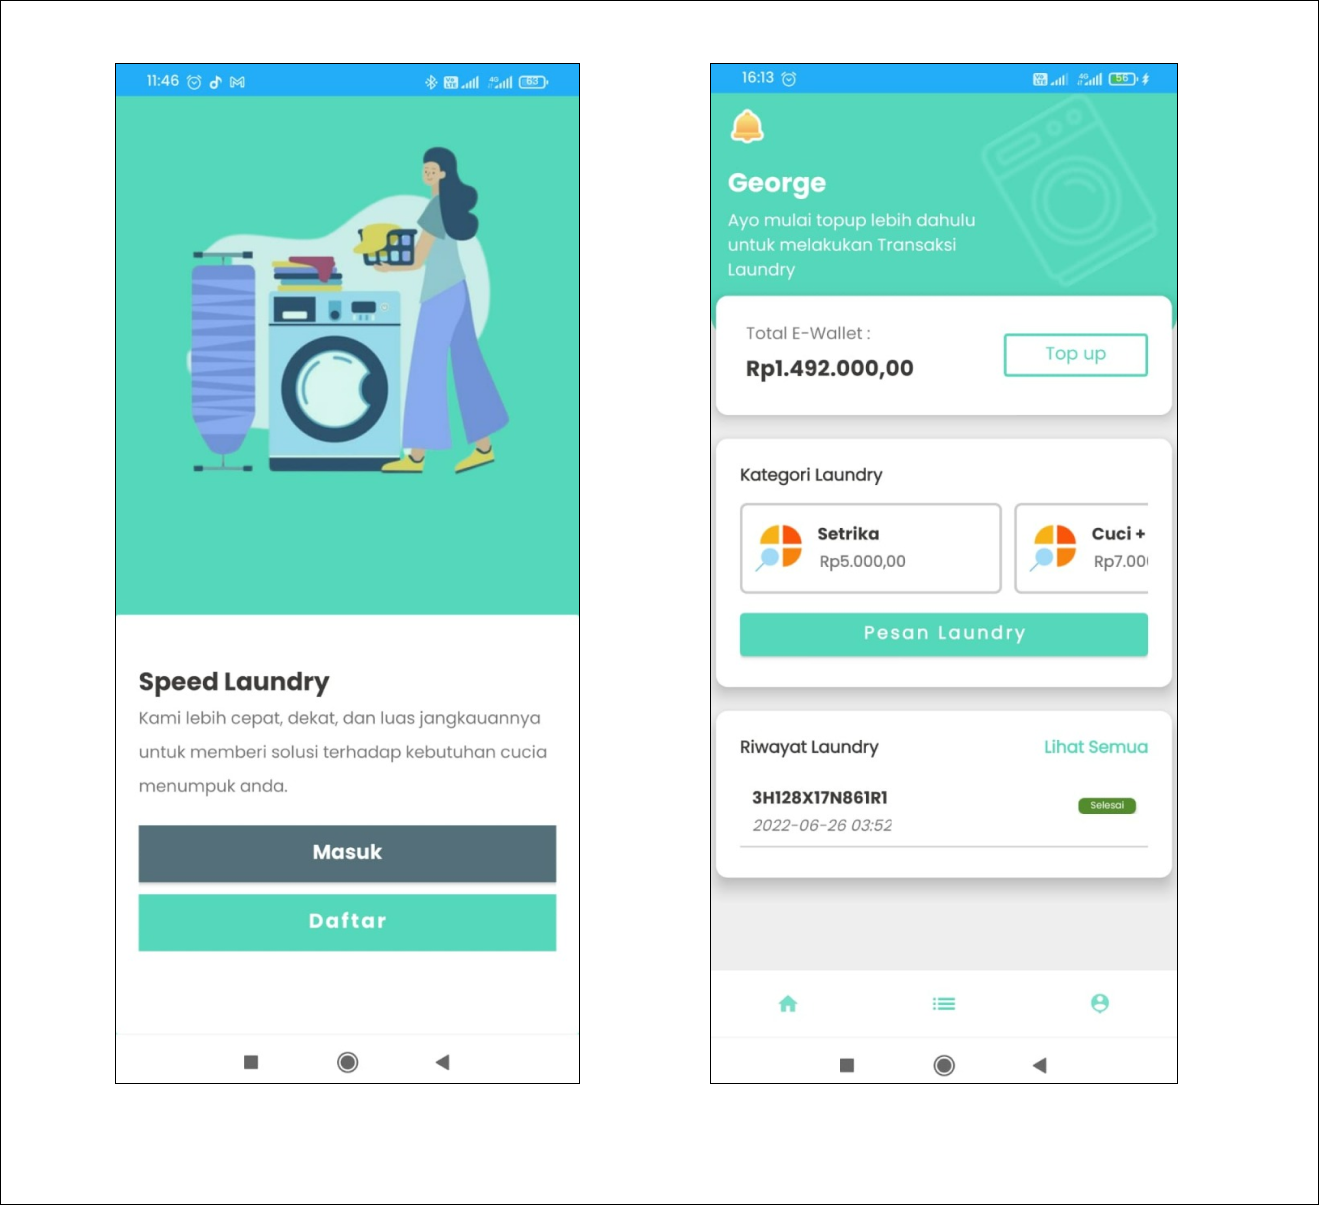 11:46
4G
63
Speed Laundry
Kami lebih cepat, dekat, dan luas jangkauannya
untuk memberi solusi terhadap kebutuhan cucia
menumpuk anda.
Masuk
Daftar
16:13
4G
56
George
Ayo mulai topup lebih dahulu
untuk melakukan Transaksi
Laundry
Total E-Wallet :
Rp1.492.000,00
Top up
Kategori Laundry
Setrika
Rp5.000,00
Cuci +
Rp7.00
Pesan Laundry
Riwayat Laundry
Lihat Semua
3H128X17N861R1
2022-06-26 03:52
Selesai